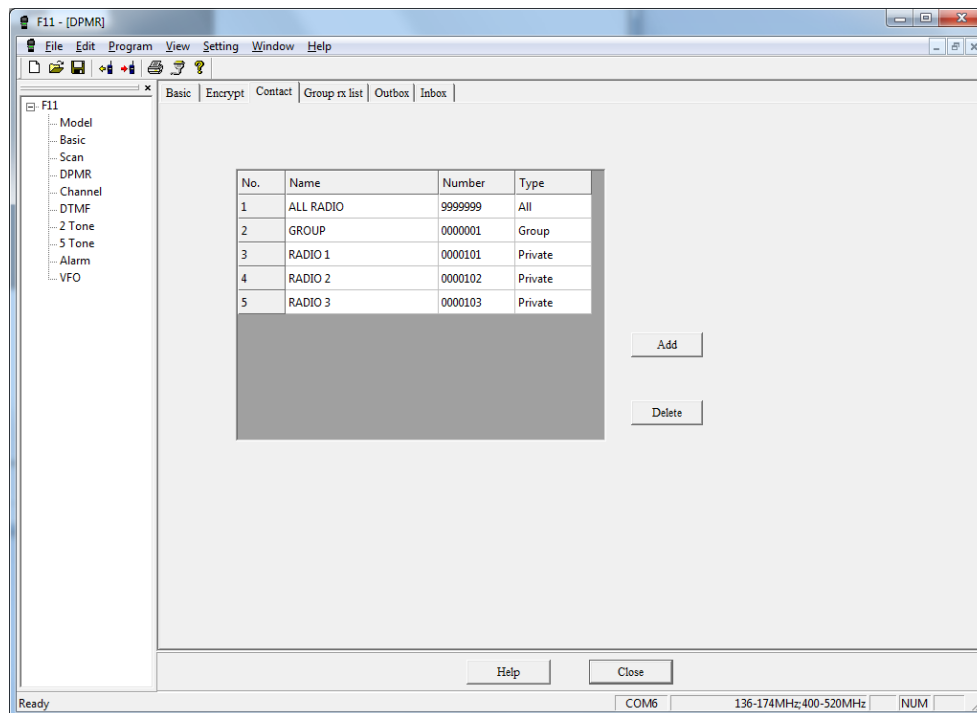 F11 - [DPMR]
File Edit Program View Setting Window Help
F11
Model
Basic
Scan
DPMR
Channel
DTMF
2 Tone
5 Tone
Alarm
VFO
Basic Encrypt Contact Group rx list Outbox Inbox
No. Name Number Type
1 ALL RADIO 9999999 All
2 GROUP 0000001 Group
3 RADIO 1 0000101 Private
4 RADIO 2 0000102 Private
5 RADIO 3 0000103 Private
Add
Delete
Help Close
Ready COM6 136-174MHz;400-520MHz NUM